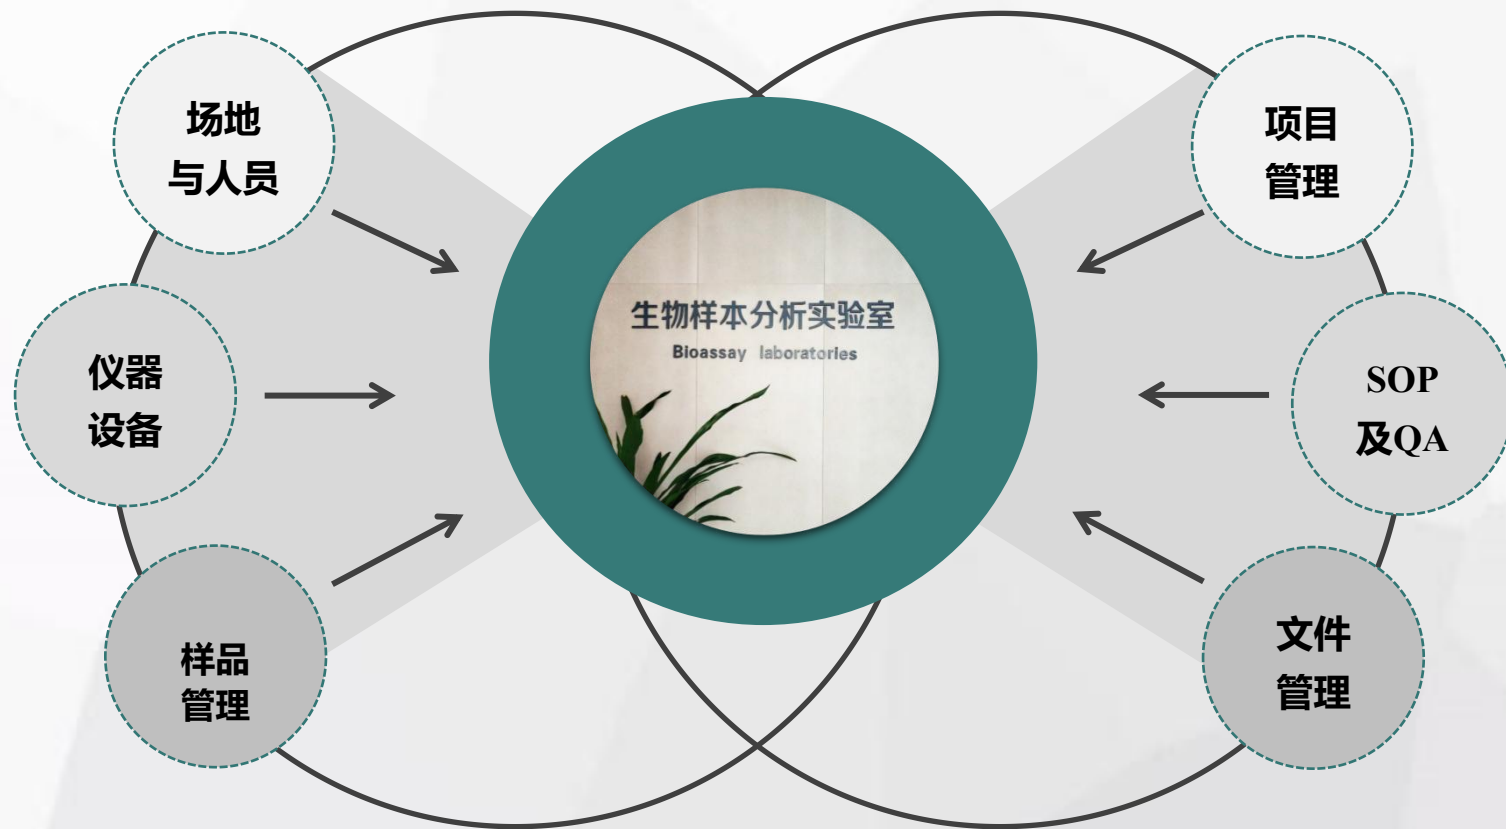 场地
与人员
仪器
设备
样品
管理
生物样本分析实验室
Bioassay laboratories
项目
管理
SOP
及QA
文件
管理